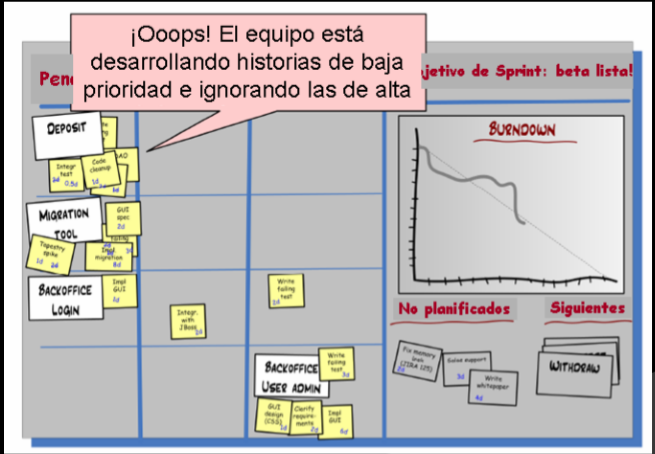 ¡Ooops! El equipo está
desarrollando historias de baja
prioridad e ignorando las de alta
Pen
jetivo de Sprint: beta lista!
DEPOSIT
Integr
test
0.5d
Code
cleanup
1d
MIGRATION
TOOL
GUI
spec
2d
Tapestry
spike
1d 2d
Impl
migration
8d
BACKOFFICE
LOGIN
Impl
GUI
1d
Integr.
with
JBoss
2d
Write
failing
test
BACKOFFICE
USER ADMIN
Write
failing
test
3d
GUI
design
(CSS)
1d
Clarify
require-
ments
2d
Impl
GUI
6d
BURNDOWN
No planificados
Siguientes
Fix memory
leak
(JIRA 125)
2d
Sales support
3d
Write
whitepaper
4d
WITHDRAW